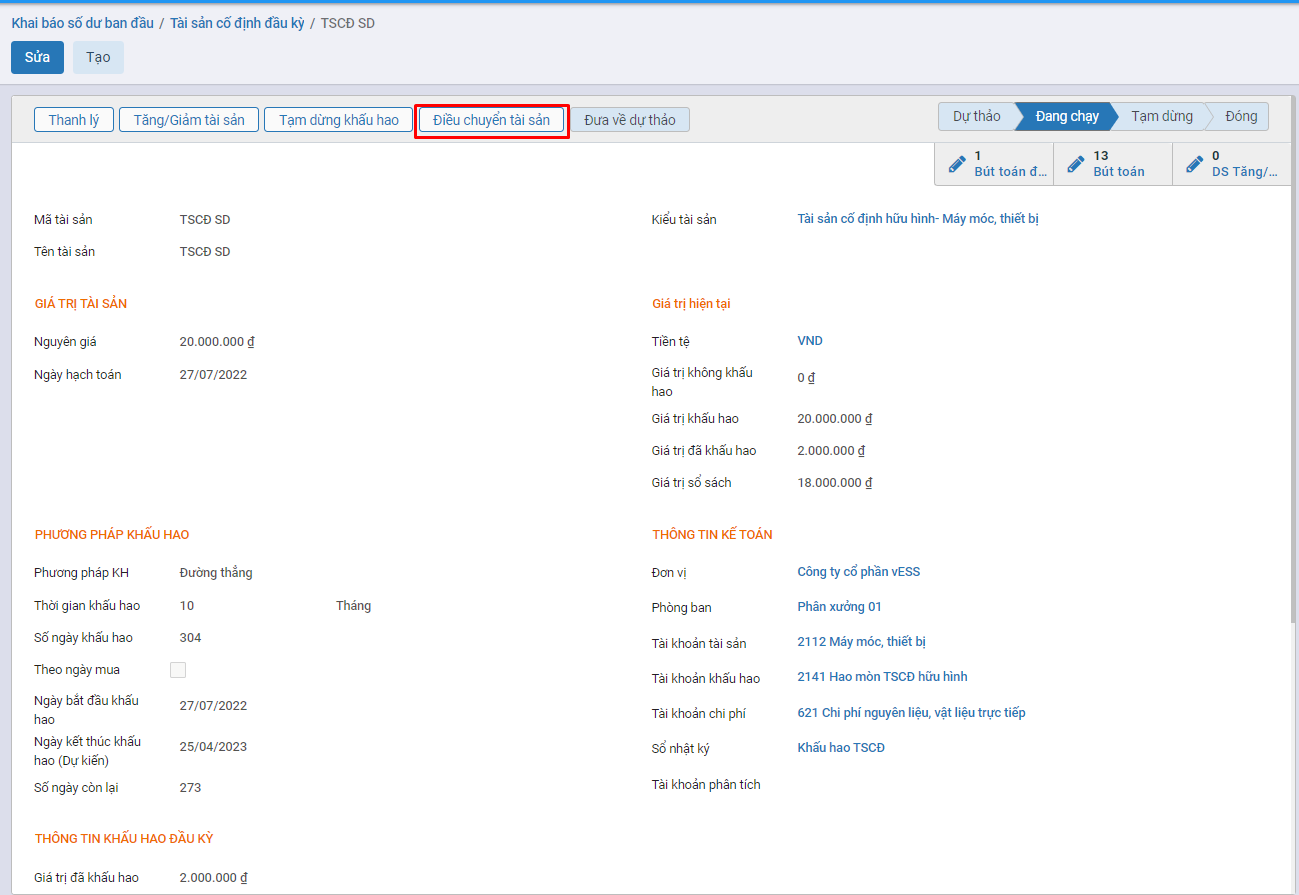 Khai báo số dư ban đầu / Tài sản cố định đầu kỳ / TSCĐ SD
Sửa Tạo
Thanh lý Tăng/Giảm tài sản Tạm dừng khấu hao Điều chuyển tài sản Đưa về dự thảo Dự thảo Đang chạy Tạm dừng Đóng
1 13 0
Bút toán đ... Bút toán DS Tăng/...
Mã tài sản TSCĐ SD Kiểu tài sản Tài sản cố định hữu hình- Máy móc, thiết bị
Tên tài sản TSCĐ SD
GIÁ TRỊ TÀI SẢN Giá trị hiện tại
Nguyên giá 20.000.000 ₫ Tiền tệ VND
Ngày hạch toán 27/07/2022 Giá trị không khấu
hao 0 ₫
Giá trị khấu hao 20.000.000 ₫
Giá trị đã khấu hao 2.000.000 ₫
Giá trị sổ sách 18.000.000 ₫
PHƯƠNG PHÁP KHẤU HAO THÔNG TIN KẾ TOÁN
Phương pháp KH Đường thẳng Đơn vị Công ty cổ phần vESS
Thời gian khấu hao 10 Tháng Phòng ban Phân xưởng 01
Số ngày khấu hao 304 Tài khoản tài sản 2112 Máy móc, thiết bị
Theo ngày mua Tài khoản khấu hao 2141 Hao mòn TSCĐ hữu hình
Ngày bắt đầu khấu
hao 27/07/2022 Tài khoản chi phí 621 Chi phí nguyên liệu, vật liệu trực tiếp
Ngày kết thúc khấu
hao (Dự kiến) 25/04/2023 Sổ nhật ký Khấu hao TSCĐ
Số ngày còn lại 273 Tài khoản phân tích
THÔNG TIN KHẤU HAO ĐẦU KỲ
Giá trị đã khấu hao 2.000.000 ₫